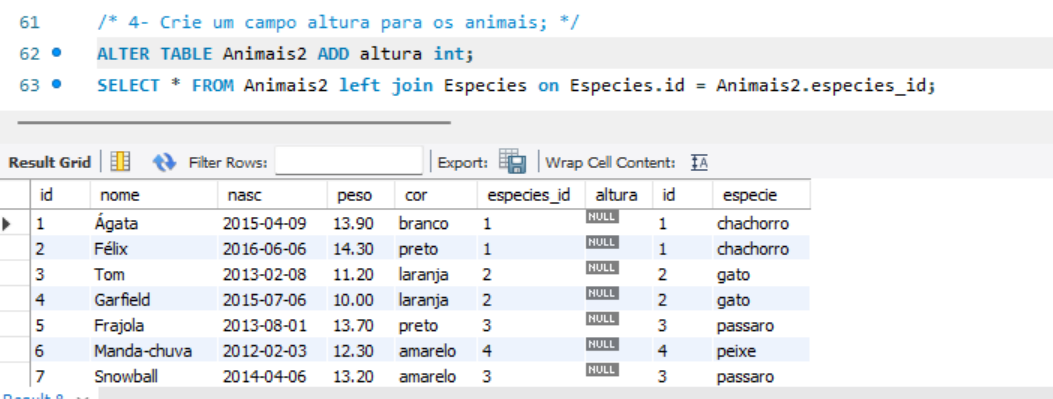 61 /* 4- Crie um campo altura para os animais; */
62 ALTER TABLE Animais2 ADD altura int;
63 SELECT * FROM Animais2 left join Especies on Especies.id = Animais2.especies_id;
Result Grid Filter Rows: Export: Wrap Cell Content: IA
id nome nasc peso cor especies_id altura id especie
1 Ágata 2015-04-09 13.90 branco 1 NULL 1 chachorro
2 Félix 2016-06-06 14.30 preto 1 NULL 1 chachorro
3 Tom 2013-02-08 11.20 laranja 2 NULL 2 gato
4 Garfield 2015-07-06 10.00 laranja 2 NULL 2 gato
5 Frajola 2013-08-01 13.70 preto 3 NULL 3 passaro
6 Manda-chuva 2012-02-03 12.30 amarelo 4 NULL 4 peixe
7 Snowball 2014-04-06 13.20 amarelo 3 NULL 3 passaro